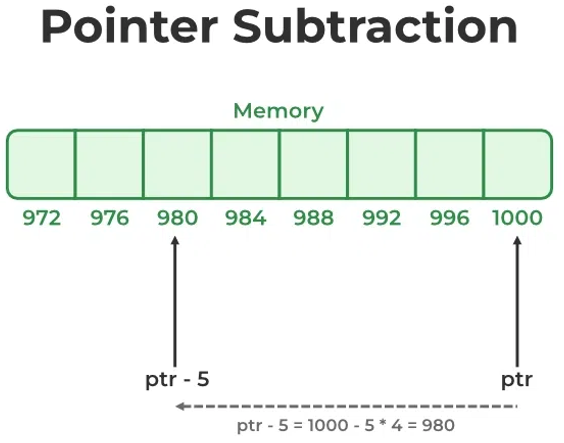 Pointer Subtraction
Memory
972 976 980 984 988 992 996 1000
ptr - 5 ptr
ptr - 5 = 1000 - 5 * 4 = 980